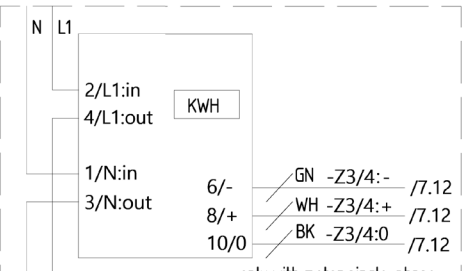 N L1
2/L1:in
KWH
4/L1:out
1/N:in
GN -Z3/4:-
6/- /7.12
3/N:out
WH -Z3/4:+
8/+ /7.12
BK -Z3/4:0
10/0 /7.12